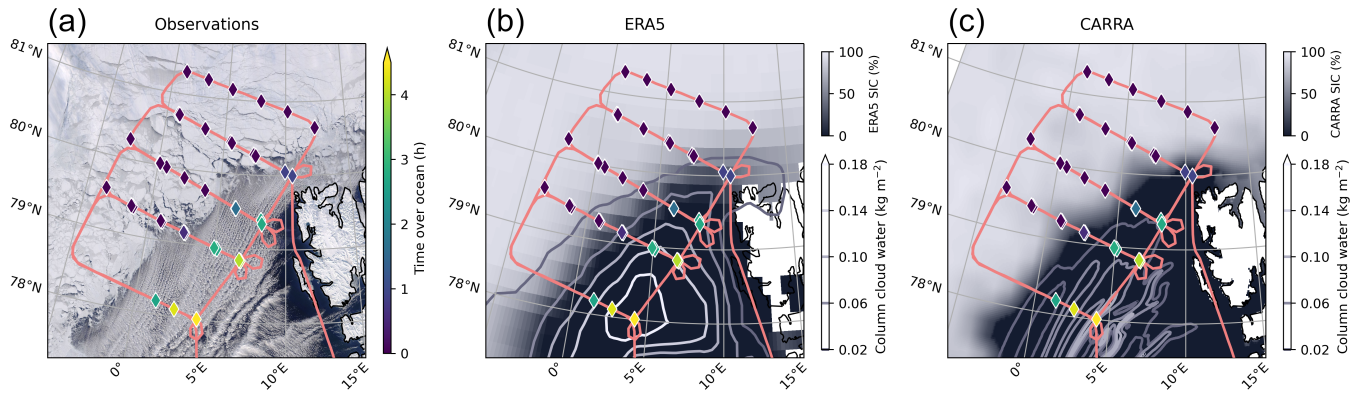 (a) Observations
81°N
80°N
79°N
78°N
0°
5°E
10°E
15°E
4
3
2
1
0
Time over ocean (h)
(b) ERA5
81°N
80°N
79°N
78°N
0°
5°E
10°E
15°E
100
50
0
ERA5 SIC (%)
0.18
0.14
0.10
0.06
0.02
Column cloud water (kg m⁻²)
(c) CARRA
81°N
80°N
79°N
78°N
0°
5°E
10°E
15°E
100
50
0
CARRA SIC (%)
0.18
0.14
0.10
0.06
0.02
Column cloud water (kg m⁻²)